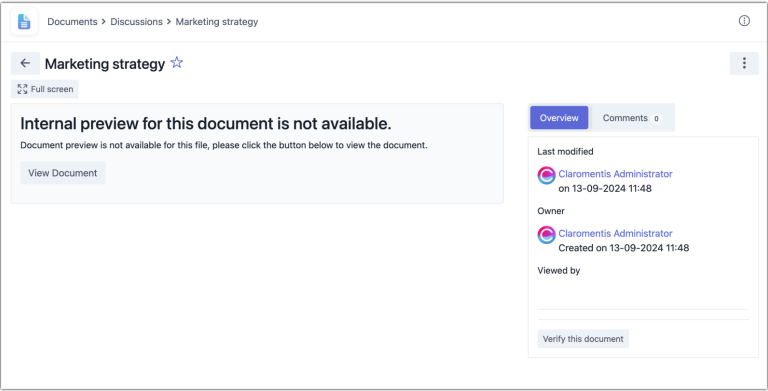 Documents > Discussions > Marketing strategy
Marketing strategy
Full screen
Internal preview for this document is not available.
Document preview is not available for this file, please click the button below to view the document.
View Document
Overview
Comments 0
Last modified
Claromentis Administrator
on 13-09-2024 11:48
Owner
Claromentis Administrator
Created on 13-09-2024 11:48
Viewed by
Verify this document